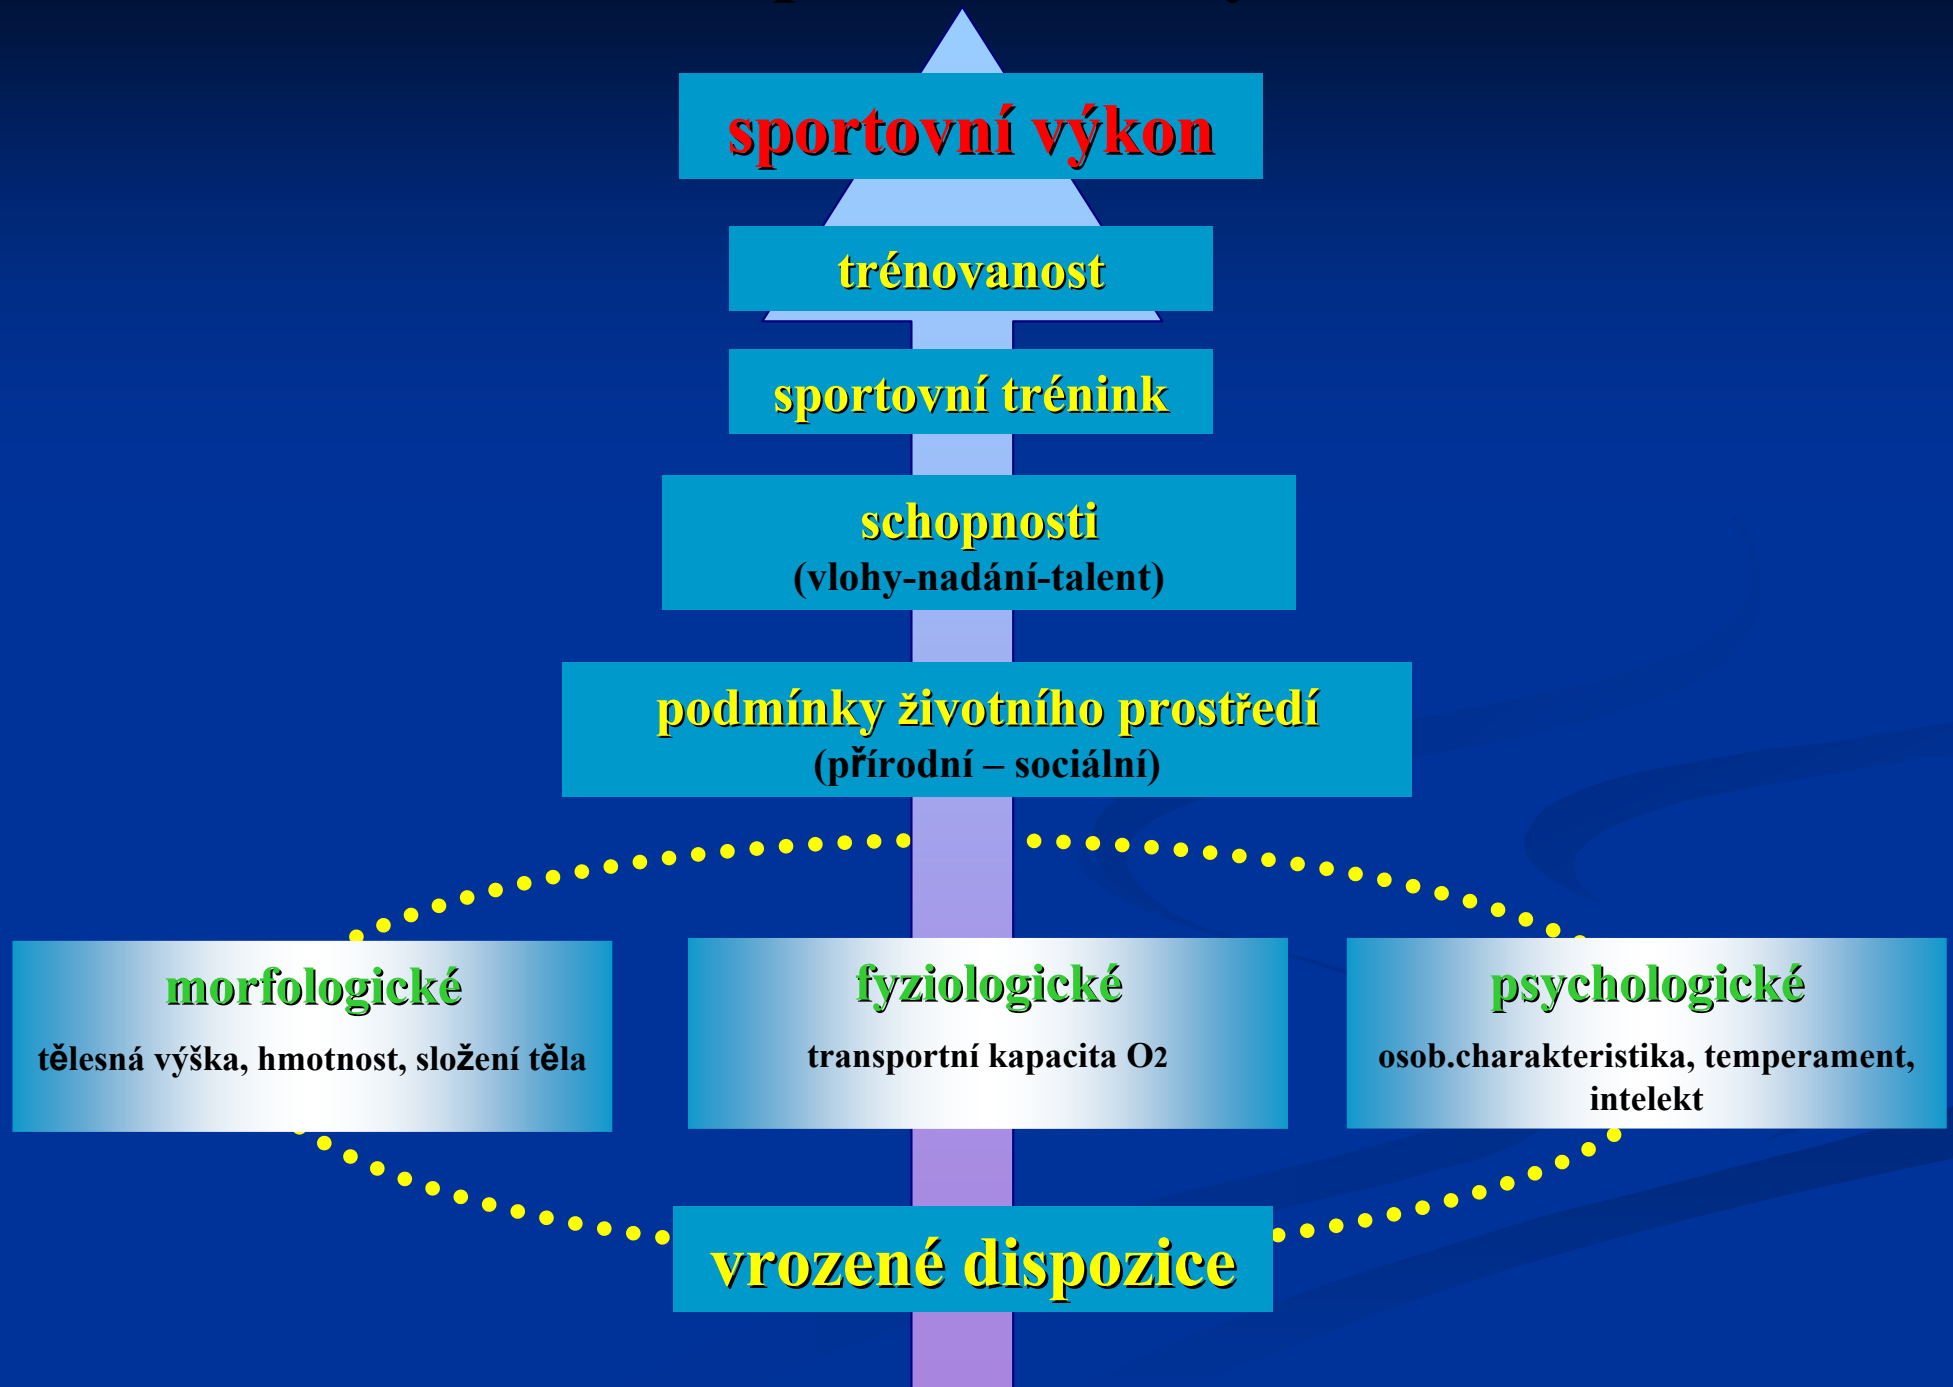 sportovní výkon
trénovanost
sportovní trénink
schopnosti
(vlohy-nadání-talent)
podmínky životního prostředí
(přírodní – sociální)
morfologické
tělesná výška, hmotnost, složení těla
fyziologické
transportní kapacita O2
psychologické
osob.charakteristika, temperament,
intelekt
vrozené dispozice